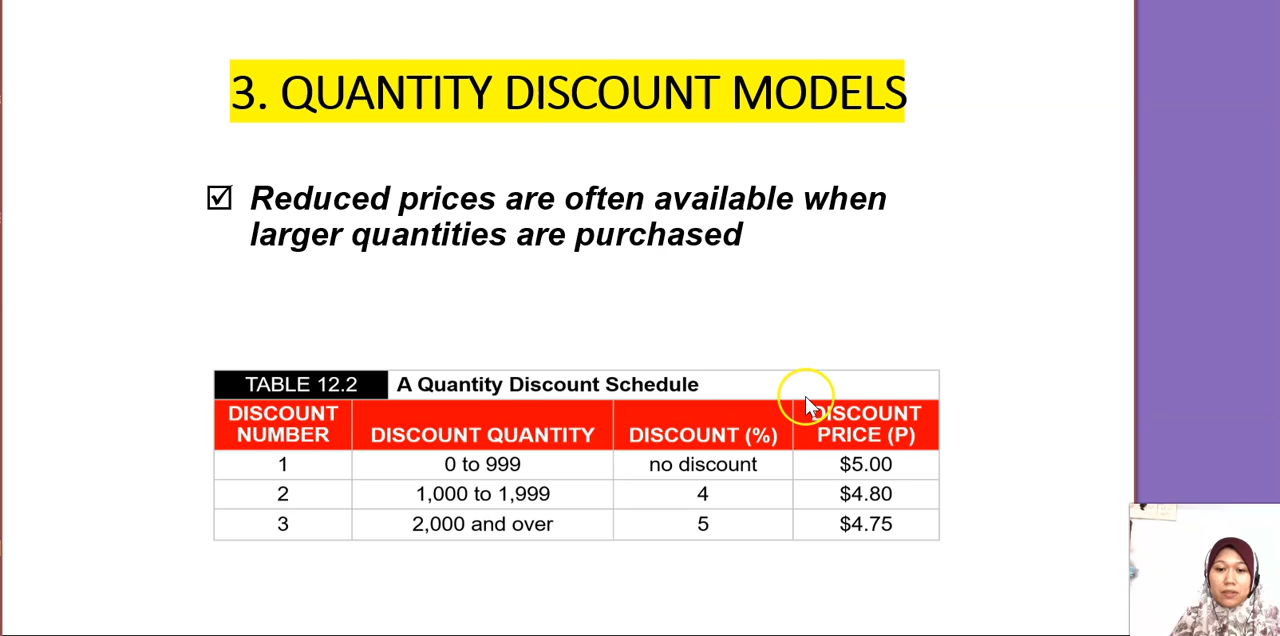 3. QUANTITY DISCOUNT MODELS
Reduced prices are often available when
larger quantities are purchased
TABLE 12.2 A Quantity Discount Schedule
DISCOUNT NUMBER DISCOUNT QUANTITY DISCOUNT (%) DISCOUNT PRICE (P)
1 0 to 999 no discount $5.00
2 1,000 to 1,999 4 $4.80
3 2,000 and over 5 $4.75